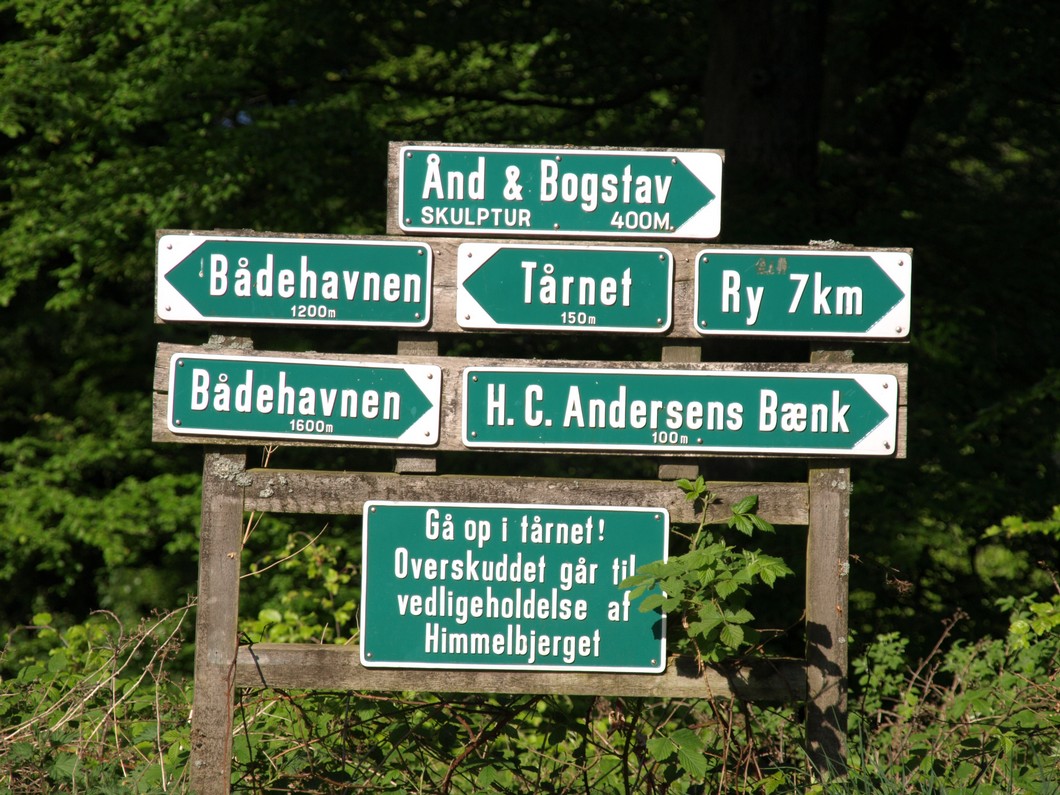 Ånd & Bogstav
SKULPTUR 400M.
Bådehavnen
1200m
Tårnet
150m
Ry 7km
Bådehavnen
1600m
H. C. Andersens Bænk
100m
Gå op i tårnet!
Overskuddet går til
vedligeholdelse af
Himmelbjerget